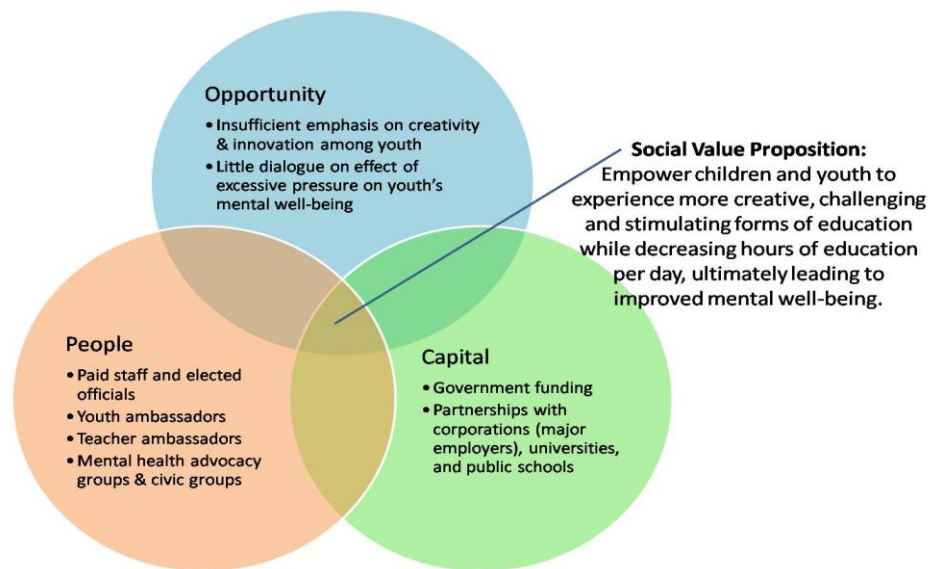 Opportunity
• Insufficient emphasis on creativity
& innovation among youth
• Little dialogue on effect of
excessive pressure on youth's
mental well-being
Social Value Proposition:
Empower children and youth to
experience more creative, challenging
and stimulating forms of education
while decreasing hours of education
per day, ultimately leading to
improved mental well-being.
People
• Paid staff and elected
officials
• Youth ambassadors
• Teacher ambassadors
• Mental health advocacy
groups & civic groups
Capital
• Government funding
• Partnerships with
corporations (major
employers), universities,
and public schools